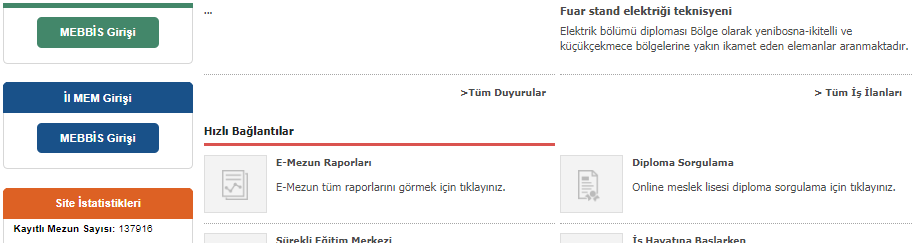 MEBBİS Girişi
İl MEM Girişi
MEBBİS Girişi
Site İstatistikleri
Kayıtlı Mezun Sayısı: 137916
...
>Tüm Duyurular
Fuar stand elektriği teknisyeni
Elektrik bölümü diploması Bölge olarak yenibosna-ikitelli ve
küçükçekmece bölgelerine yakın ikamet eden elemanlar aranmaktadır.
> Tüm İş İlanları
Hızlı Bağlantılar
E-Mezun Raporları
E-Mezun tüm raporlarını görmek için tıklayınız.
Diploma Sorgulama
Online meslek lisesi diploma sorgulama için tıklayınız.
Sürekli Eğitim Merkezi
İş Hayatına Başlarken